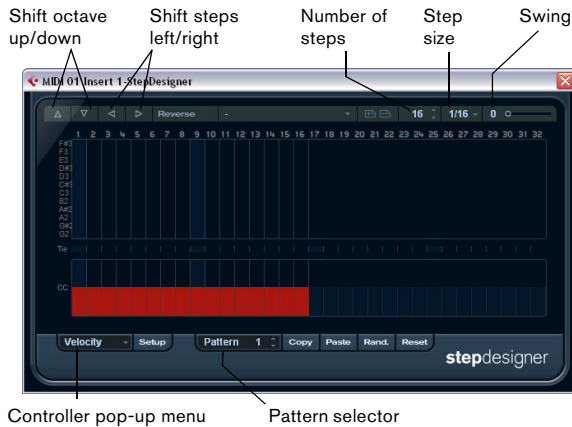 Shift octave up/down
Shift steps left/right
Number of steps
Step size
Swing
MIDI 01 Insert 1-StepDesigner
Reverse - 16 1/16 0
1 2 3 4 5 6 7 8 9 10 11 12 13 14 15 16 17 18 19 20 21 22 23 24 25 26 27 28 29 30 31 32
F#3
F3
E3
D#3
D3
C#3
C3
B2
A#2
A2
G#2
G2
Tie
CC
Velocity Setup Pattern 1 Copy Paste Rand. Reset
stepdesigner
Controller pop-up menu
Pattern selector